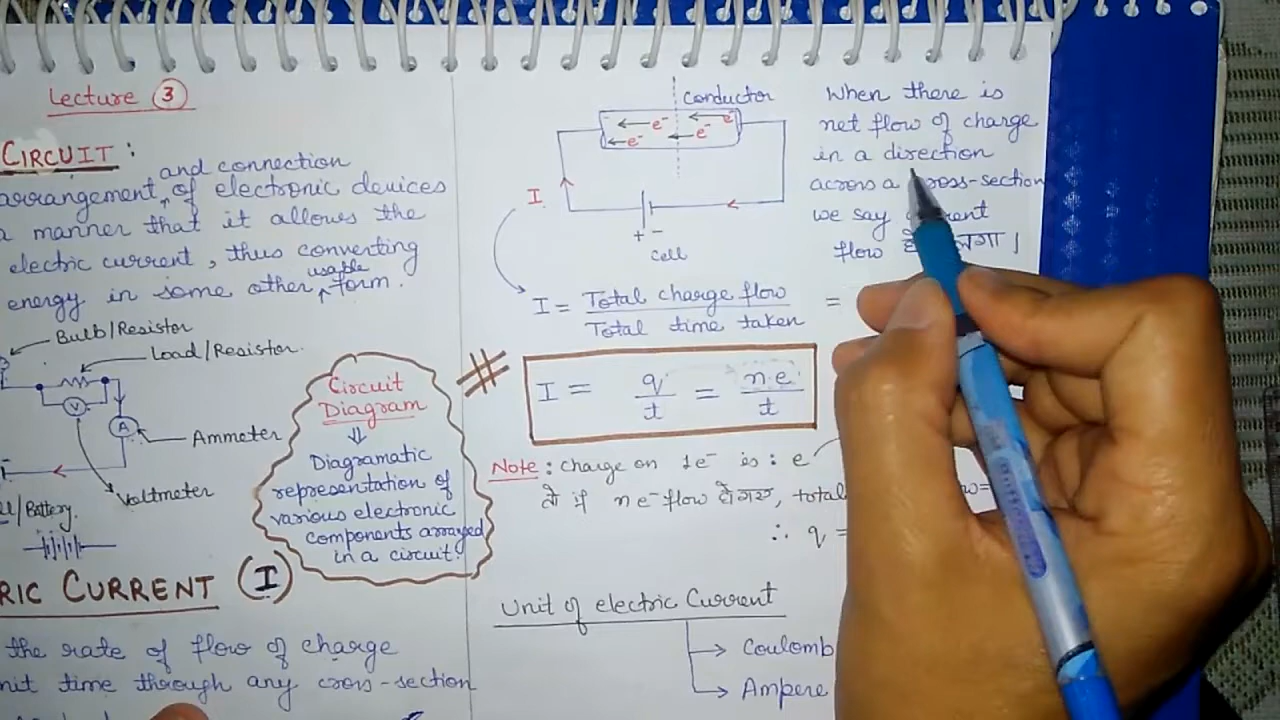 Lecture 3
CIRCUIT:
and connection
arrangement of electronic devices
a manner that it allows the
electric current, thus converting
usable
energy in some other form.
Bulb/Resistor
Load/Resistor.
V
A
Ammeter
Voltmeter
/Battery.
Circuit
Diagram
⇓
Diagramatic
representation of
various electronic
components arrayed
in a circuit.
RIC CURRENT (I)
the rate of flow of charge
nit time through any cross-section
Conductor
e⁻ e⁻
e⁻ e⁻
I
+ -
Cell
I = Total charge flow / Total time taken =
I = q/t = n.e/t
Note: Charge on 1e⁻ is : e
तो if n e⁻ flow होगए, total =
∴ q =
Unit of electric Current
Coulomb
Ampere
When there is
net flow of charge
in a direction
across a cross-section
we say
flow